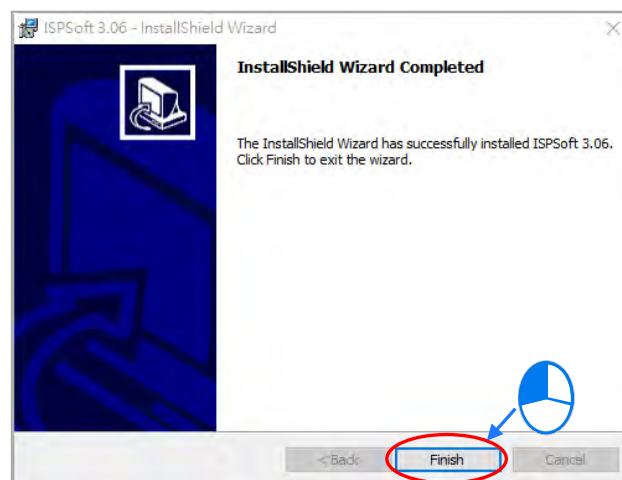 ISPSoft 3.06 - InstallShield Wizard
InstallShield Wizard Completed
The InstallShield Wizard has successfully installed ISPSoft 3.06.
Click Finish to exit the wizard.
< Back Finish Cancel